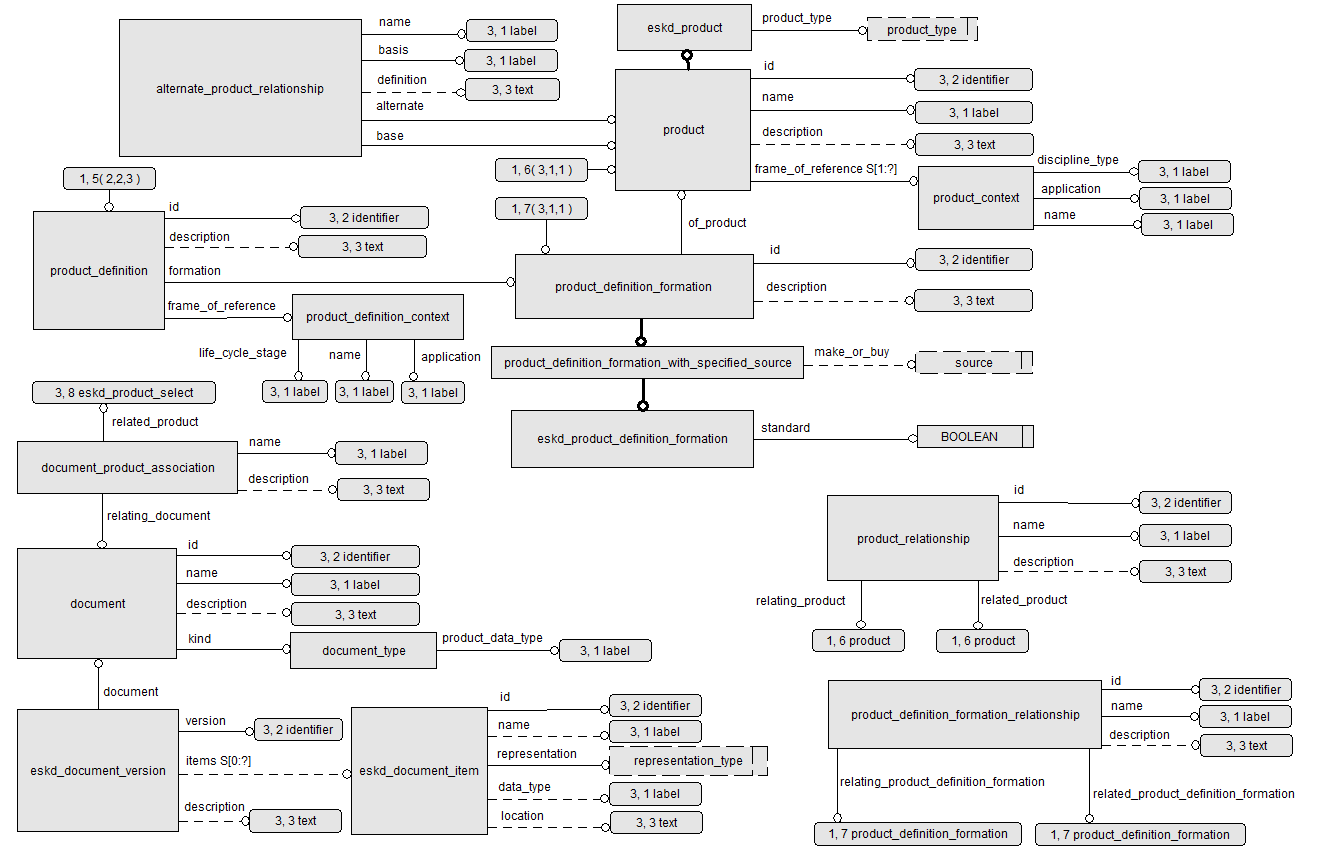 name
3, 1 label
basis
3, 1 label
definition
3, 3 text
alternate
base
alternate_product_relationship
eskd_product
product_type
product_type
product
id
3, 2 identifier
name
3, 1 label
description
3, 3 text
frame_of_reference S[1:?]
product_context
discipline_type
3, 1 label
application
3, 1 label
name
3, 1 label
1, 6( 3,1,1 )
1, 7( 3,1,1 )
of_product
1, 5( 2,2,3 )
product_definition
id
3, 2 identifier
description
3, 3 text
formation
frame_of_reference
product_definition_context
life_cycle_stage
name
application
3, 1 label
3, 1 label
3, 1 label
product_definition_formation
id
3, 2 identifier
description
3, 3 text
product_definition_formation_with_specified_source
make_or_buy
source
eskd_product_definition_formation
standard
BOOLEAN
3, 8 eskd_product_select
related_product
document_product_association
name
3, 1 label
description
3, 3 text
relating_document
document
id
3, 2 identifier
name
3, 1 label
description
3, 3 text
kind
document_type
product_data_type
3, 1 label
document
eskd_document_version
version
3, 2 identifier
items S[0:?]
description
3, 3 text
eskd_document_item
id
3, 2 identifier
name
3, 1 label
representation
representation_type
data_type
3, 1 label
location
3, 3 text
product_relationship
id
3, 2 identifier
name
3, 1 label
description
3, 3 text
relating_product
related_product
1, 6 product
1, 6 product
product_definition_formation_relationship
id
3, 2 identifier
name
3, 1 label
description
3, 3 text
relating_product_definition_formation
related_product_definition_formation
1, 7 product_definition_formation
1, 7 product_definition_formation